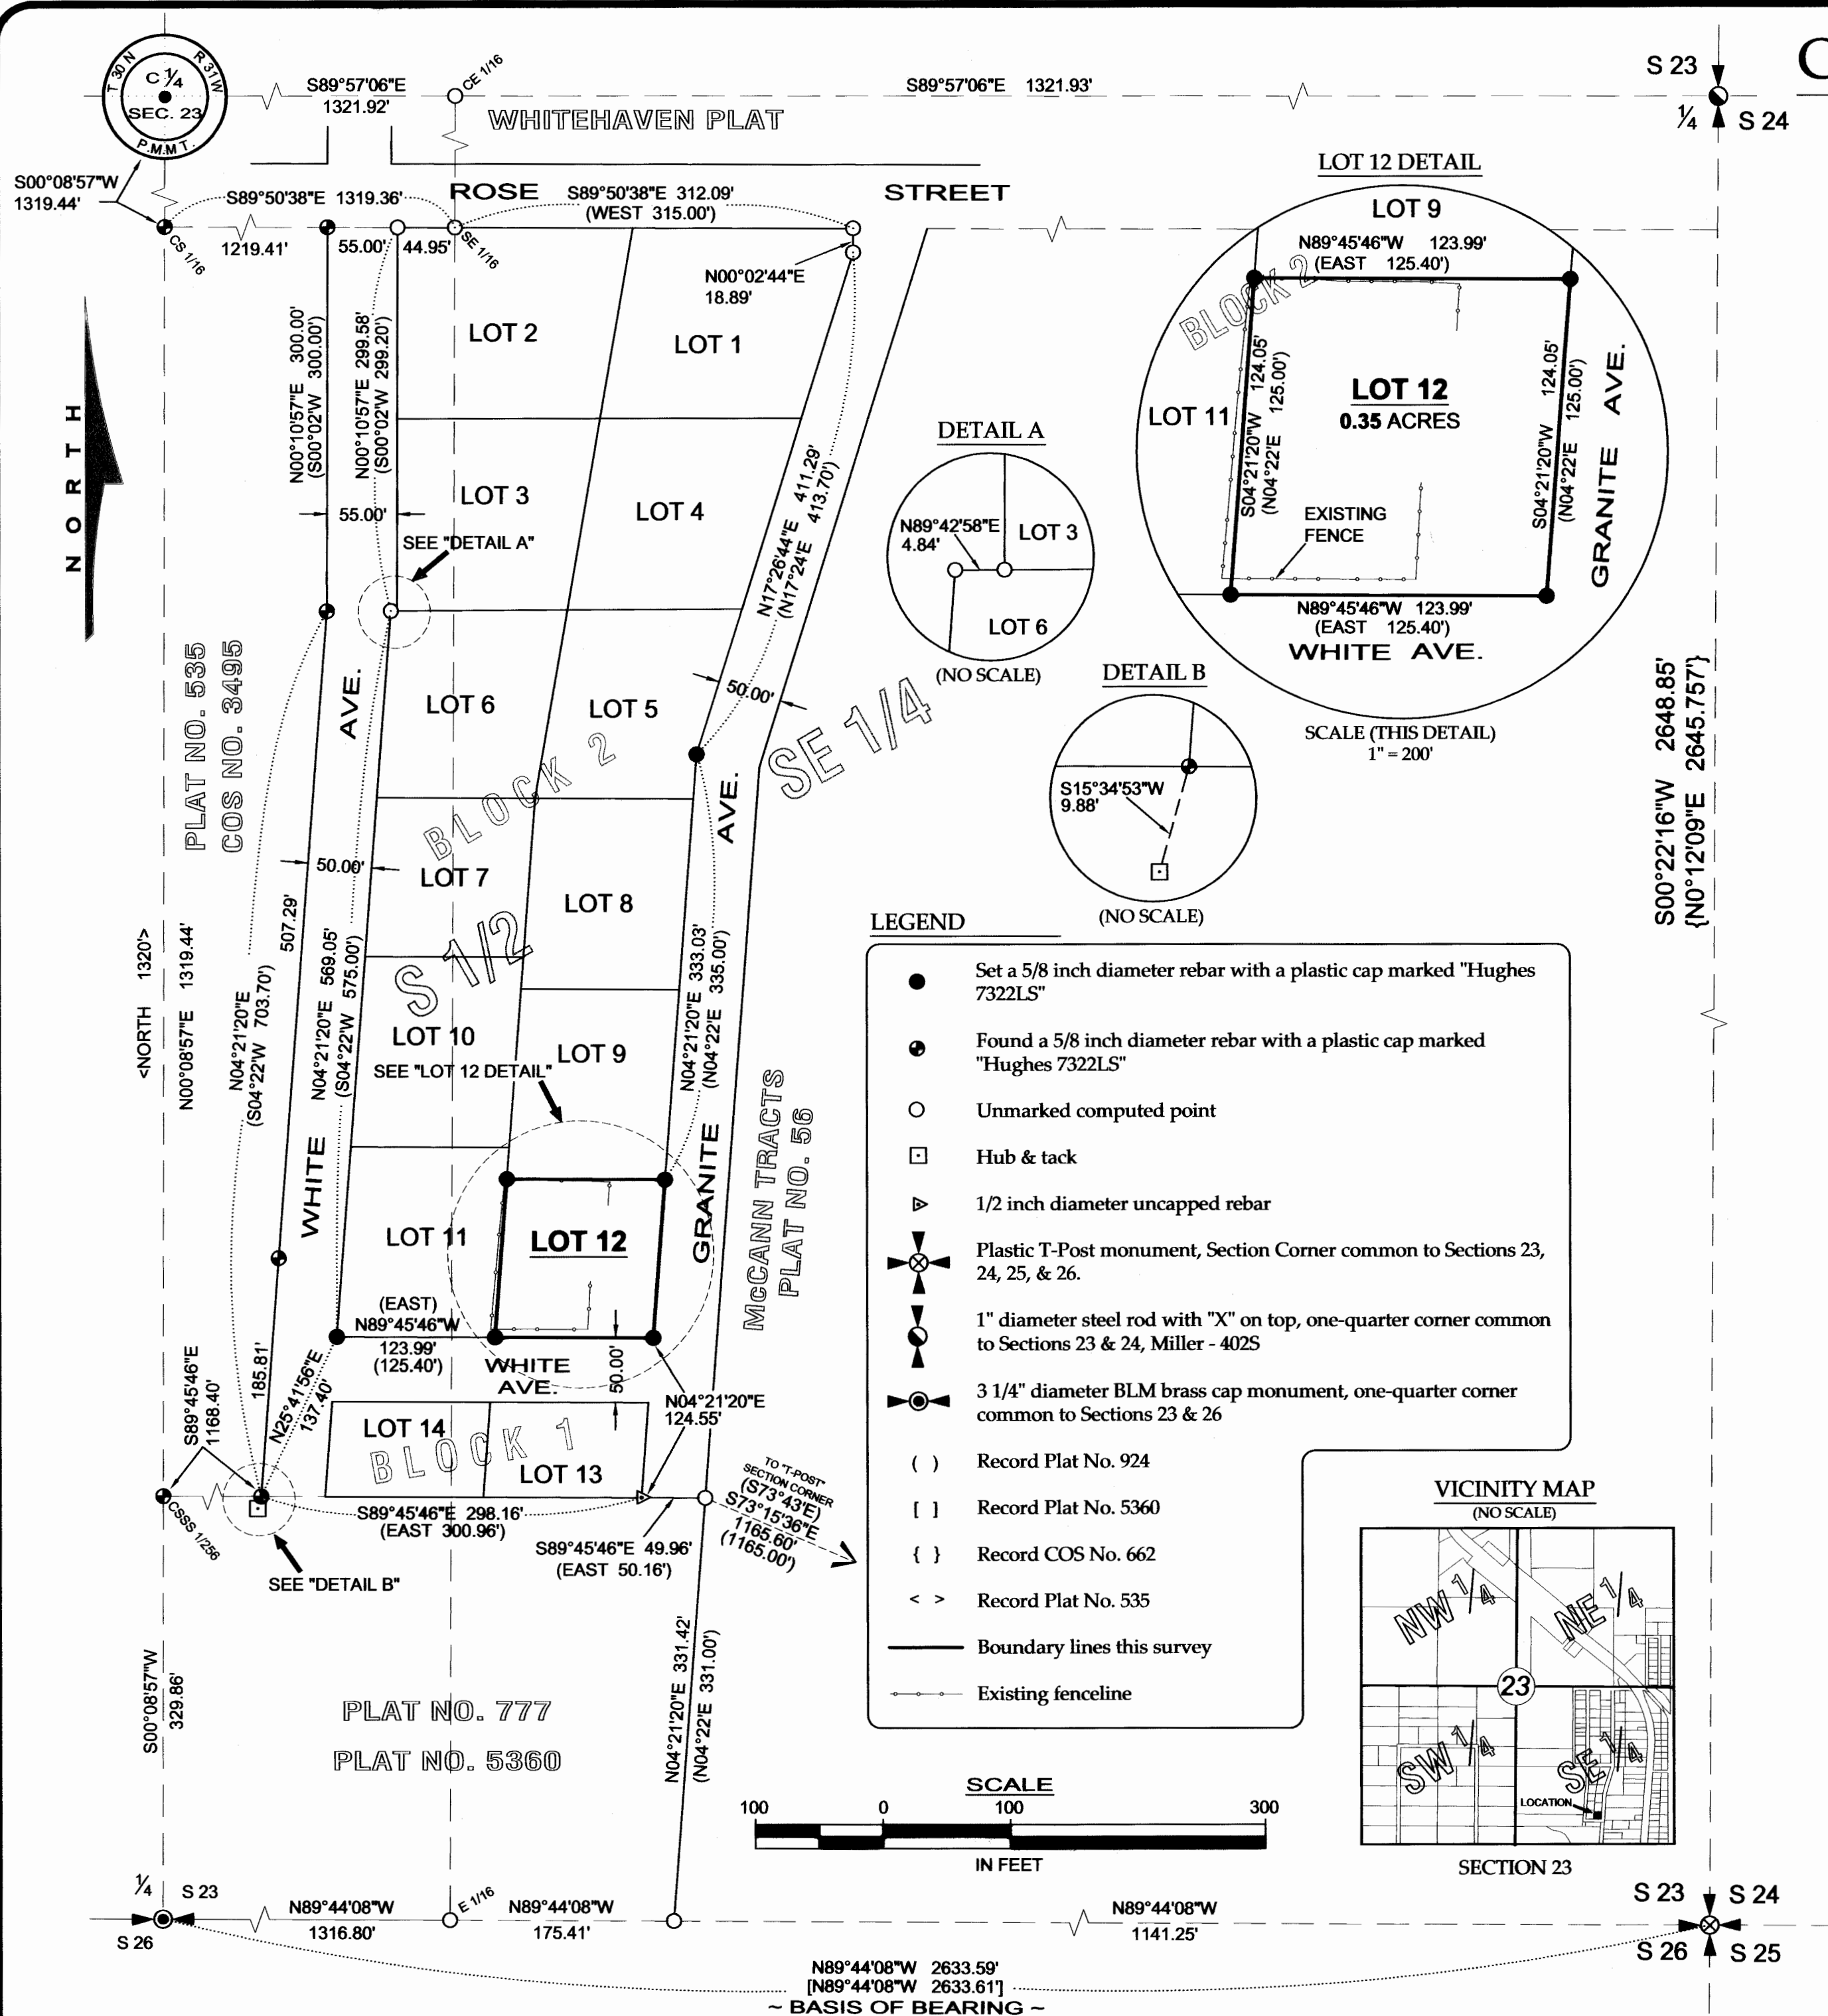 T 30 N
R 31 W
C 1/4
SEC. 23
P.M.M.T.
S89°57'06"E
1321.92'
CE 1/16
S89°57'06"E 1321.93'
S 23
1/4
S 24
C
WHITEHAVEN PLAT
S00°08'57"W
1319.44'
S89°50'38"E 1319.36'
ROSE
S89°50'38"E 312.09'
(WEST 315.00')
STREET
CS 1/16
1219.41'
55.00'
44.95'
SE 1/16
N00°02'44"E
18.89'
N00°10'57"E 300.00'
(S00°02'W 300.00')
N00°10'57"E 299.58'
(S00°02'W 299.20')
LOT 2
LOT 1
NORTH
LOT 3
LOT 4
55.00'
SEE "DETAIL A"
N17°26'44"E 411.29'
(N17°24'E 413.70')
DETAIL A
N89°42'58"E
4.84'
LOT 3
LOT 6
(NO SCALE)
LOT 12 DETAIL
LOT 9
N89°45'46"W 123.99'
(EAST 125.40')
BLOCK 2
S04°21'20"W 124.05'
(N04°22'E 125.00')
LOT 12
0.35 ACRES
LOT 11
S04°21'20"W 124.05'
(N04°22'E 125.00')
GRANITE AVE.
EXISTING
FENCE
N89°45'46"W 123.99'
(EAST 125.40')
WHITE AVE.
SCALE (THIS DETAIL)
1" = 200'
DETAIL B
S15°34'53"W
9.88'
(NO SCALE)
S00°22'16"W 2648.85'
{N0°12'09"E 2645.757"}
PLAT NO. 535
COS NO. 3495
AVE.
LOT 6
LOT 5
50.00'
SE 1/4
BLOCK 2
AVE.
50.00'
LOT 7
LOT 8
S 1/2
507.29'
<NORTH 1320'>
N00°08'57"E 1319.44'
N04°21'20"E
(S04°22'W 703.70')
N04°21'20"E 569.05'
(S04°22'W 575.00')
N04°21'20"E 333.03'
(N04°22'E 335.00')
LOT 10
LOT 9
SEE "LOT 12 DETAIL"
WHITE
GRANITE
McCANN TRACTS
PLAT NO. 56
LOT 11
LOT 12
(EAST)
N89°45'46"W
123.99'
(125.40')
WHITE
AVE.
50.00'
N04°21'20"E
124.55'
S89°45'46"E
1168.40'
185.81'
N25°41'56"E
137.40'
LOT 14
BLOCK 1
LOT 13
CSSS 1/256
S89°45'46"E 298.16'
(EAST 300.96')
S89°45'46"E 49.96'
(EAST 50.16')
TO "T-POST"
SECTION CORNER
(S73°43'E)
S73°15'36"E
1165.60'
(1165.00')
SEE "DETAIL B"
S00°08'57"W
329.86'
N04°21'20"E 331.42'
(N04°22'E 331.00')
PLAT NO. 777
PLAT NO. 5360
LEGEND
Set a 5/8 inch diameter rebar with a plastic cap marked "Hughes
7322LS"
Found a 5/8 inch diameter rebar with a plastic cap marked
"Hughes 7322LS"
Unmarked computed point
Hub & tack
1/2 inch diameter uncapped rebar
Plastic T-Post monument, Section Corner common to Sections 23,
24, 25, & 26.
1" diameter steel rod with "X" on top, one-quarter corner common
to Sections 23 & 24, Miller - 402S
3 1/4" diameter BLM brass cap monument, one-quarter corner
common to Sections 23 & 26
( ) Record Plat No. 924
[ ] Record Plat No. 5360
{ } Record COS No. 662
< > Record Plat No. 535
Boundary lines this survey
Existing fenceline
SCALE
100 0 100 300
IN FEET
VICINITY MAP
(NO SCALE)
NW 1/4
NE 1/4
23
SW 1/4
SE 1/4
LOCATION
SECTION 23
1/4
S 23
S 26
N89°44'08"W
1316.80'
E 1/16
N89°44'08"W
175.41'
N89°44'08"W
1141.25'
S 23
S 24
S 26
S 25
N89°44'08"W 2633.59'
[N89°44'08"W 2633.61']
~ BASIS OF BEARING ~